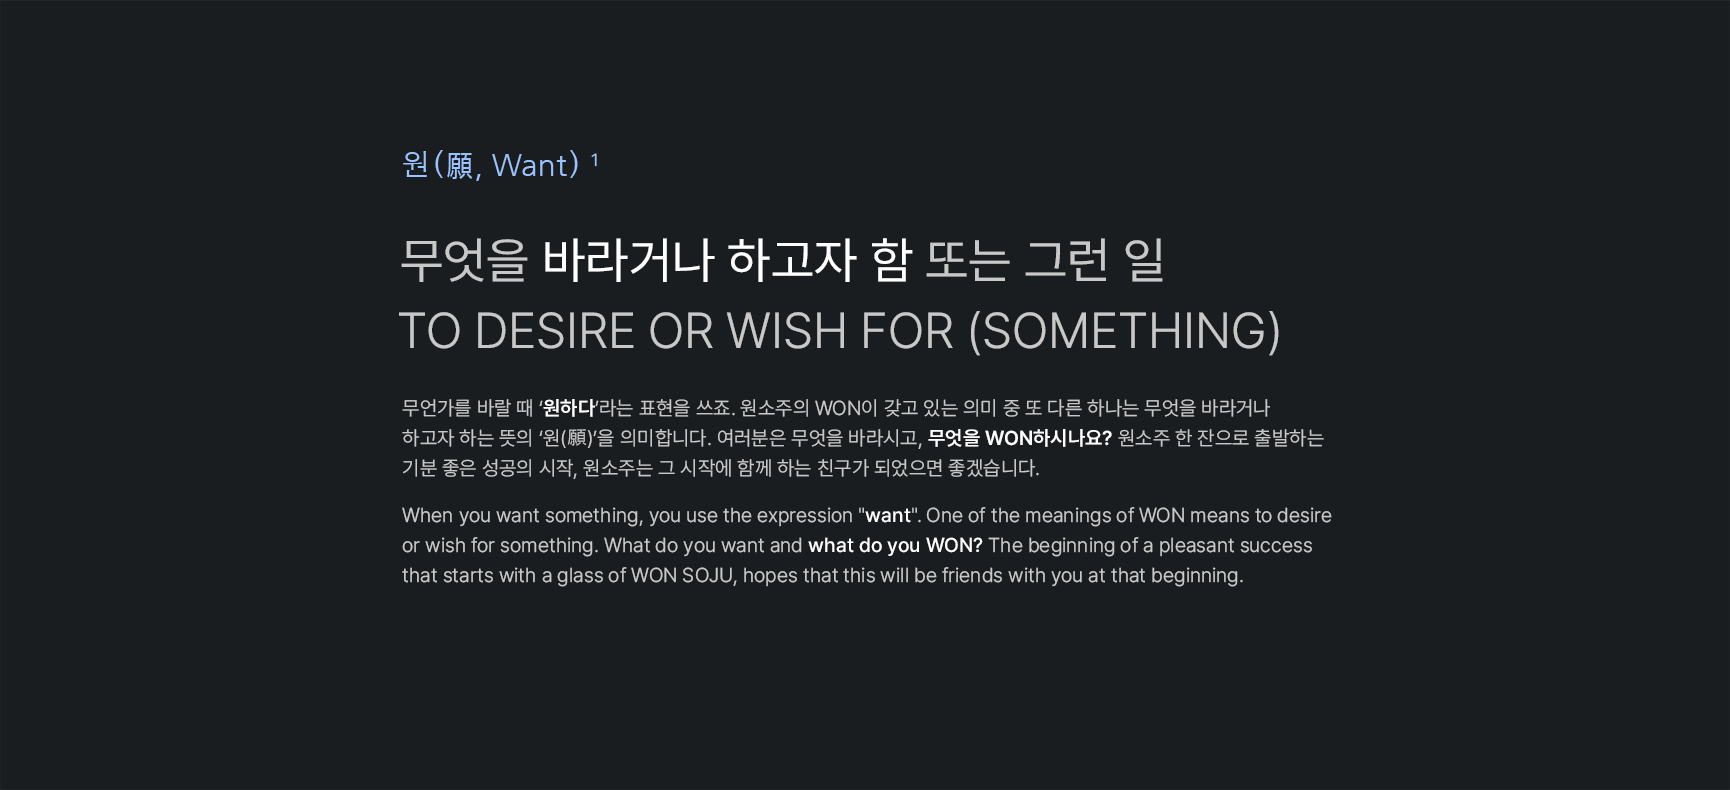 원(願, Want) 1
무엇을 바라거나 하고자 함 또는 그런 일
TO DESIRE OR WISH FOR (SOMETHING)
무언가를 바랄 때 ‘원하다’라는 표현을 쓰죠. 원소주의 WON이 갖고 있는 의미 중 또 다른 하나는 무엇을 바라거나
하고자 하는 뜻의 ‘원(願)’을 의미합니다. 여러분은 무엇을 바라시고, 무엇을 WON하시나요? 원소주 한 잔으로 출발하는
기분 좋은 성공의 시작, 원소주는 그 시작에 함께 하는 친구가 되었으면 좋겠습니다.
When you want something, you use the expression "want". One of the meanings of WON means to desire
or wish for something. What do you want and what do you WON? The beginning of a pleasant success
that starts with a glass of WON SOJU, hopes that this will be friends with you at that beginning.